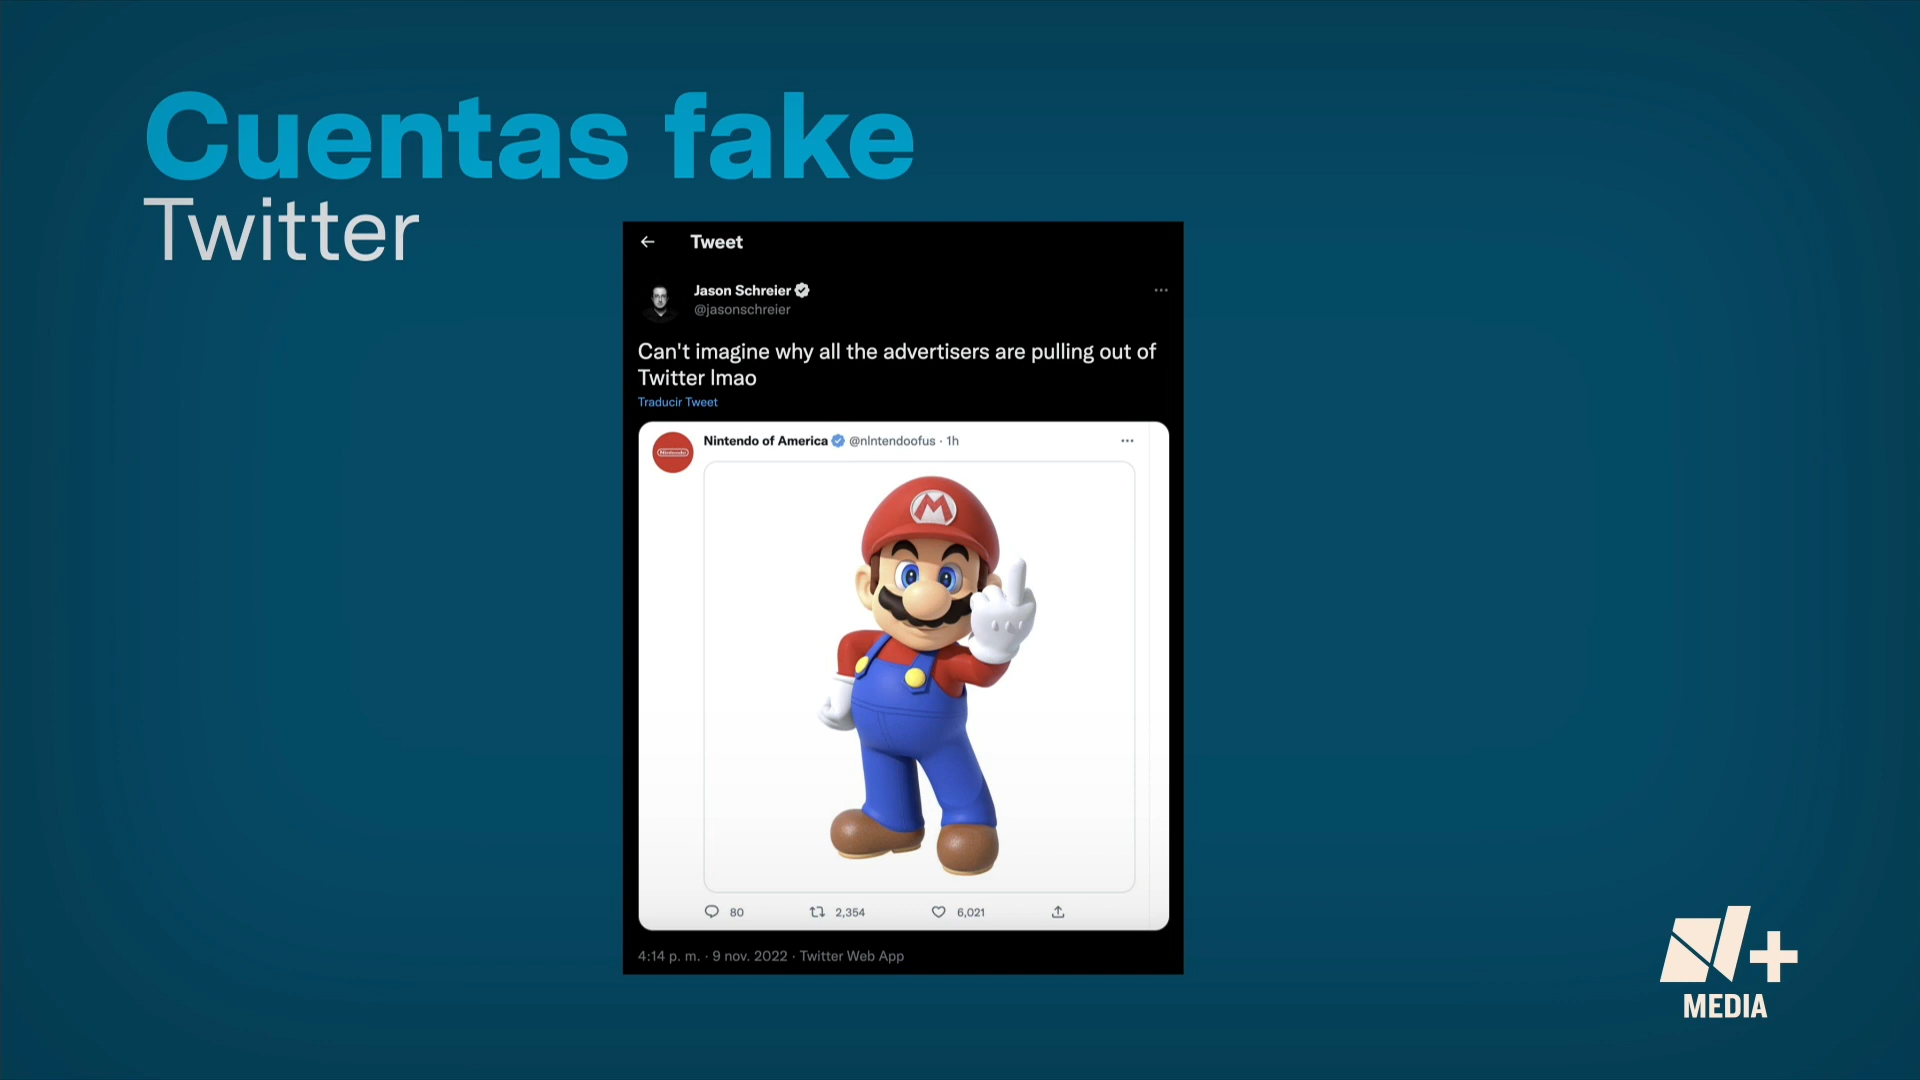 Cuentas fake
Twitter
Tweet
Jason Schreier
@jasonschreier
Can't imagine why all the advertisers are pulling out of
Twitter lmao
Traducir Tweet
Nintendo of America @nIntendoofus · 1h
Nintendo
M
80 2,354 6,021
4:14 p. m. · 9 nov. 2022 · Twitter Web App
N+
MEDIA